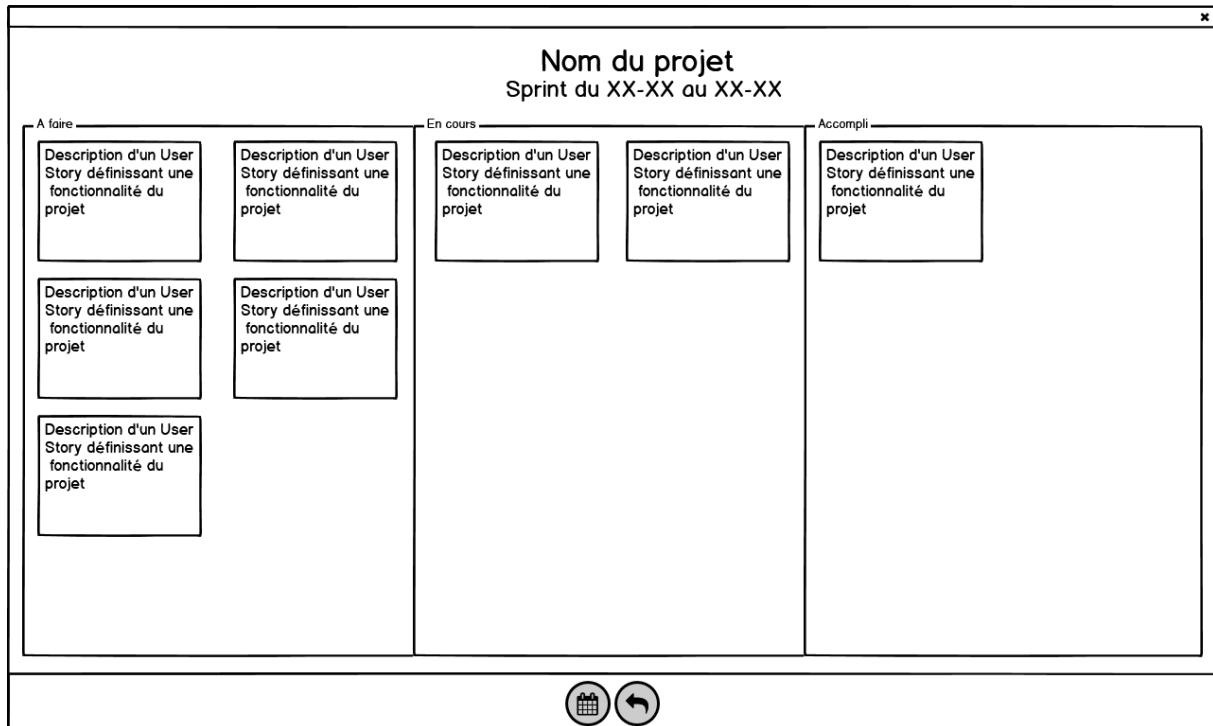 Nom du projet
Sprint du XX-XX au XX-XX
A faire
Description d'un User
Story définissant une
fonctionnalité du
projet
Description d'un User
Story définissant une
fonctionnalité du
projet
Description d'un User
Story définissant une
fonctionnalité du
projet
Description d'un User
Story définissant une
fonctionnalité du
projet
Description d'un User
Story définissant une
fonctionnalité du
projet
En cours
Description d'un User
Story définissant une
fonctionnalité du
projet
Description d'un User
Story définissant une
fonctionnalité du
projet
Accompli
Description d'un User
Story définissant une
fonctionnalité du
projet